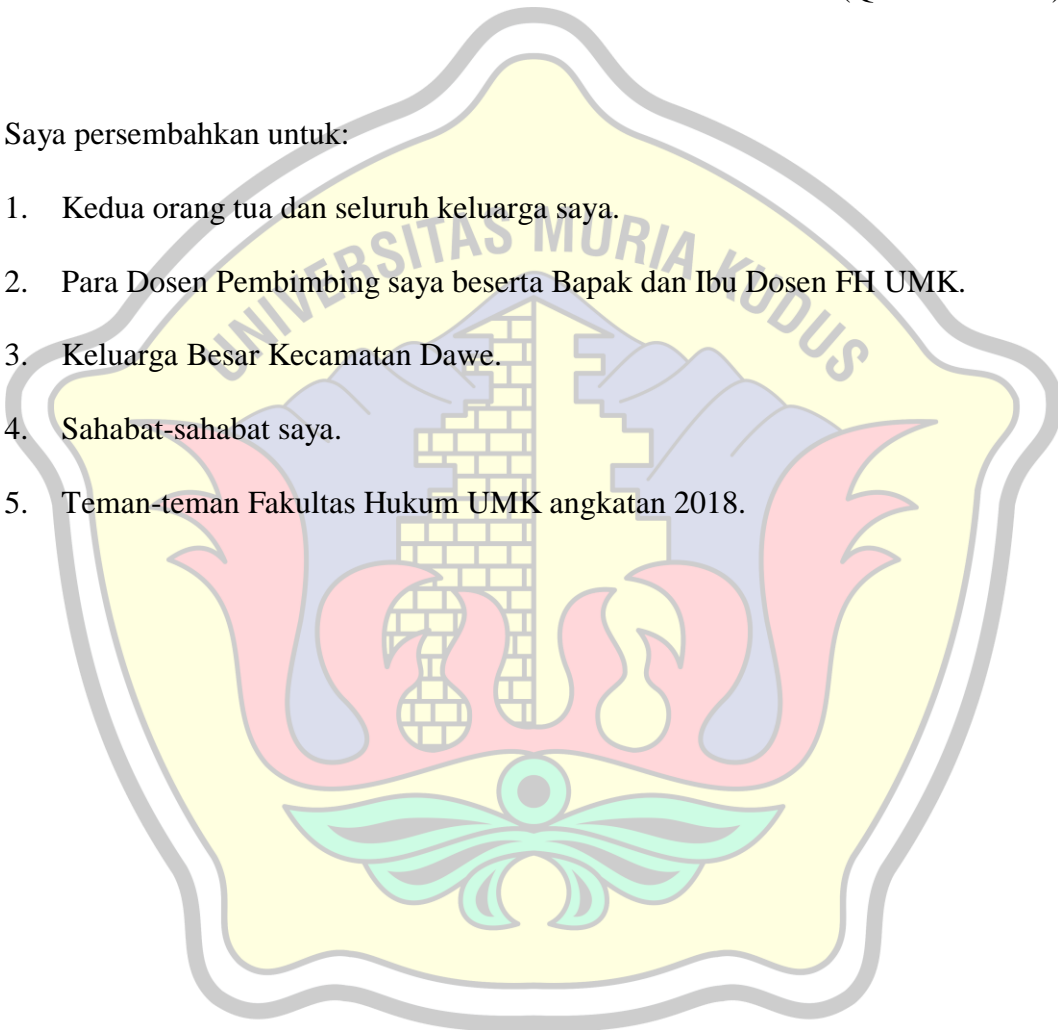 Saya persembahkan untuk:
1. Kedua orang tua dan seluruh keluarga saya.
2. Para Dosen Pembimbing saya beserta Bapak dan Ibu Dosen FH UMK.
3. Keluarga Besar Kecamatan Dawe.
4. Sahabat-sahabat saya.
5. Teman-teman Fakultas Hukum UMK angkatan 2018.
UNIVERSITAS MURIA KUDUS